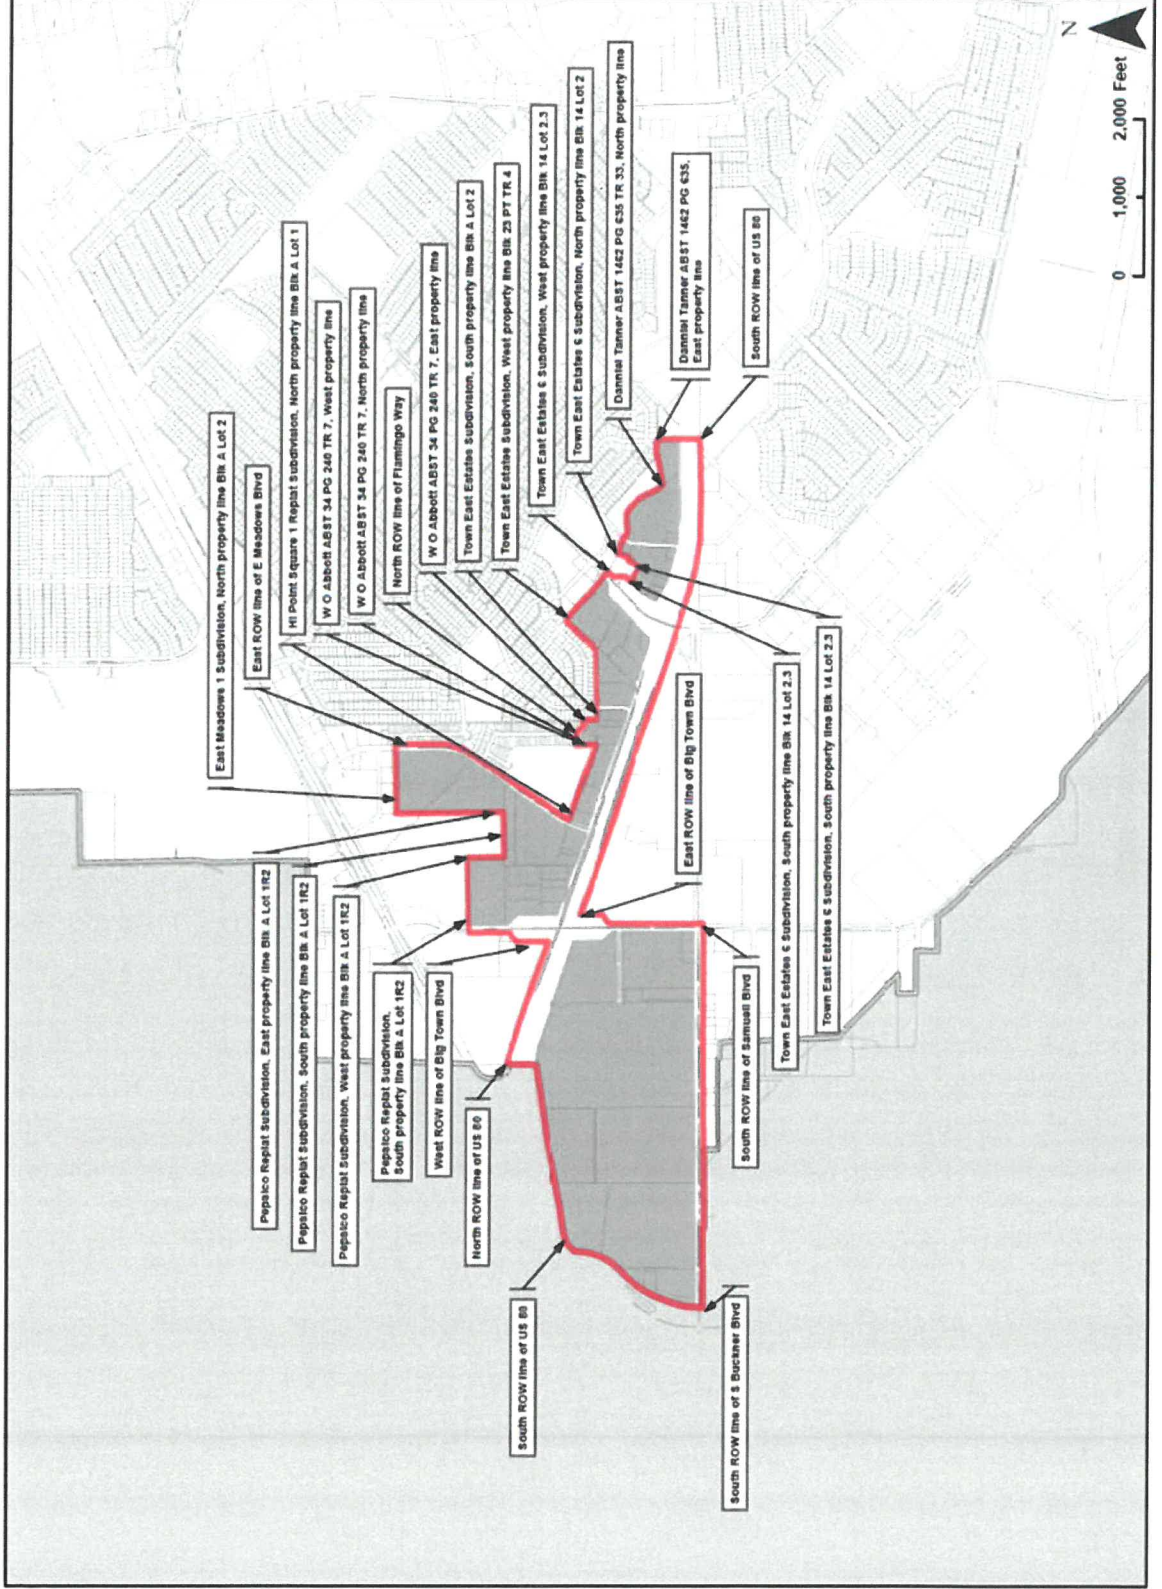 East Meadows 1 Subdivision, North property line Blk A Lot 2
East ROW line of E Meadows Blvd
Hi Point Square 1 Replat Subdivision, North property line Blk A Lot 1
W O Abbott ABST 34 PG 240 TR 7, West property line
W O Abbott ABST 34 PG 240 TR 7, North property line
North ROW line of Flamingo Way
W O Abbott ABST 34 PG 240 TR 7, East property line
Town East Estates Subdivision, South property line Blk A Lot 2
Town East Estates Subdivision, West property line Blk 23 PT TR 4
Town East Estates 6 Subdivision, West property line Blk 14 Lot 2.3
Town East Estates 6 Subdivision, North property line Blk 14 Lot 2
Danniel Tanner ABST 1462 PG 635 TR 33, North property line
Danniel Tanner ABST 1462 PG 635,
East property line
South ROW line of US 80
Pepsico Replat Subdivision, East property line Blk A Lot 1R2
Pepsico Replat Subdivision, South property line Blk A Lot 1R2
Pepsico Replat Subdivision, West property line Blk A Lot 1R2
Pepsico Replat Subdivision,
South property line Blk A Lot 1R2
West ROW line of Big Town Blvd
North ROW line of US 80
South ROW line of US 80
South ROW line of S Buckner Blvd
East ROW line of Big Town Blvd
South ROW line of Samuell Blvd
Town East Estates 6 Subdivision, South property line Blk 14 Lot 2.3
Town East Estates 6 Subdivision, South property line Blk 14 Lot 2.3
N
0 1,000 2,000 Feet